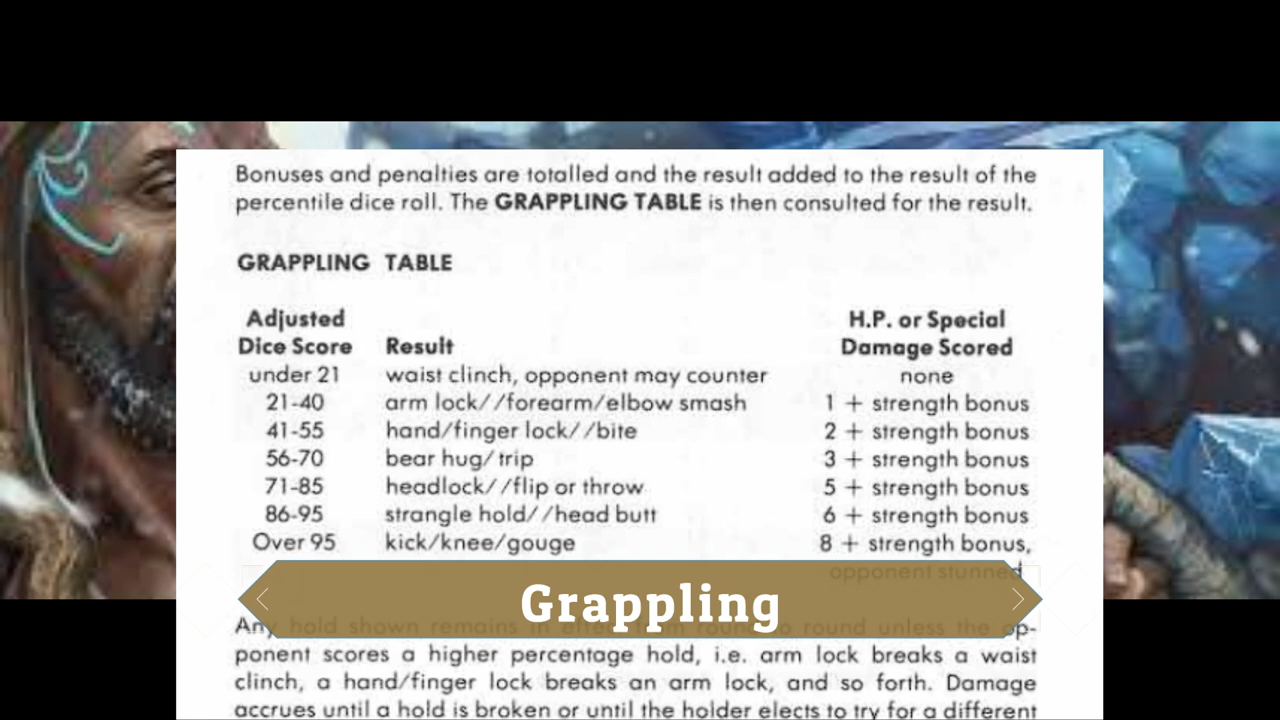 Bonuses and penalties are totalled and the result added to the result of the
percentile dice roll. The GRAPPLING TABLE is then consulted for the result.
GRAPPLING TABLE
Adjusted Dice Score Result H.P. or Special Damage Scored
under 21 waist clinch, opponent may counter none
21-40 arm lock//forearm/elbow smash 1 + strength bonus
41-55 hand/finger lock//bite 2 + strength bonus
56-70 bear hug/trip 3 + strength bonus
71-85 headlock//flip or throw 5 + strength bonus
86-95 strangle hold//head butt 6 + strength bonus
Over 95 kick/knee/gouge 8 + strength bonus,
opponent stunned
Grappling
Any hold shown remains in effect from round to round unless the op-
ponent scores a higher percentage hold, i.e. arm lock breaks a waist
clinch, a hand/finger lock breaks an arm lock, and so forth. Damage
accrues until a hold is broken or until the holder elects to try for a different